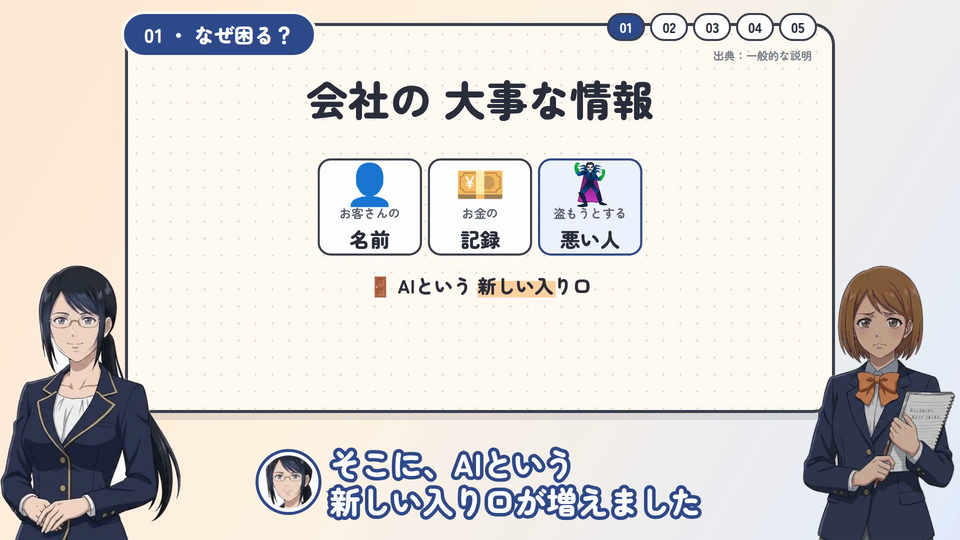 01 ・ なぜ困る？
01 02 03 04 05
出典：一般的な説明
会社の 大事な情報
お客さんの
名前
お金の
記録
盗もうとする
悪い人
AIという 新しい入り口
そこに、AIという
新しい入り口が増えました